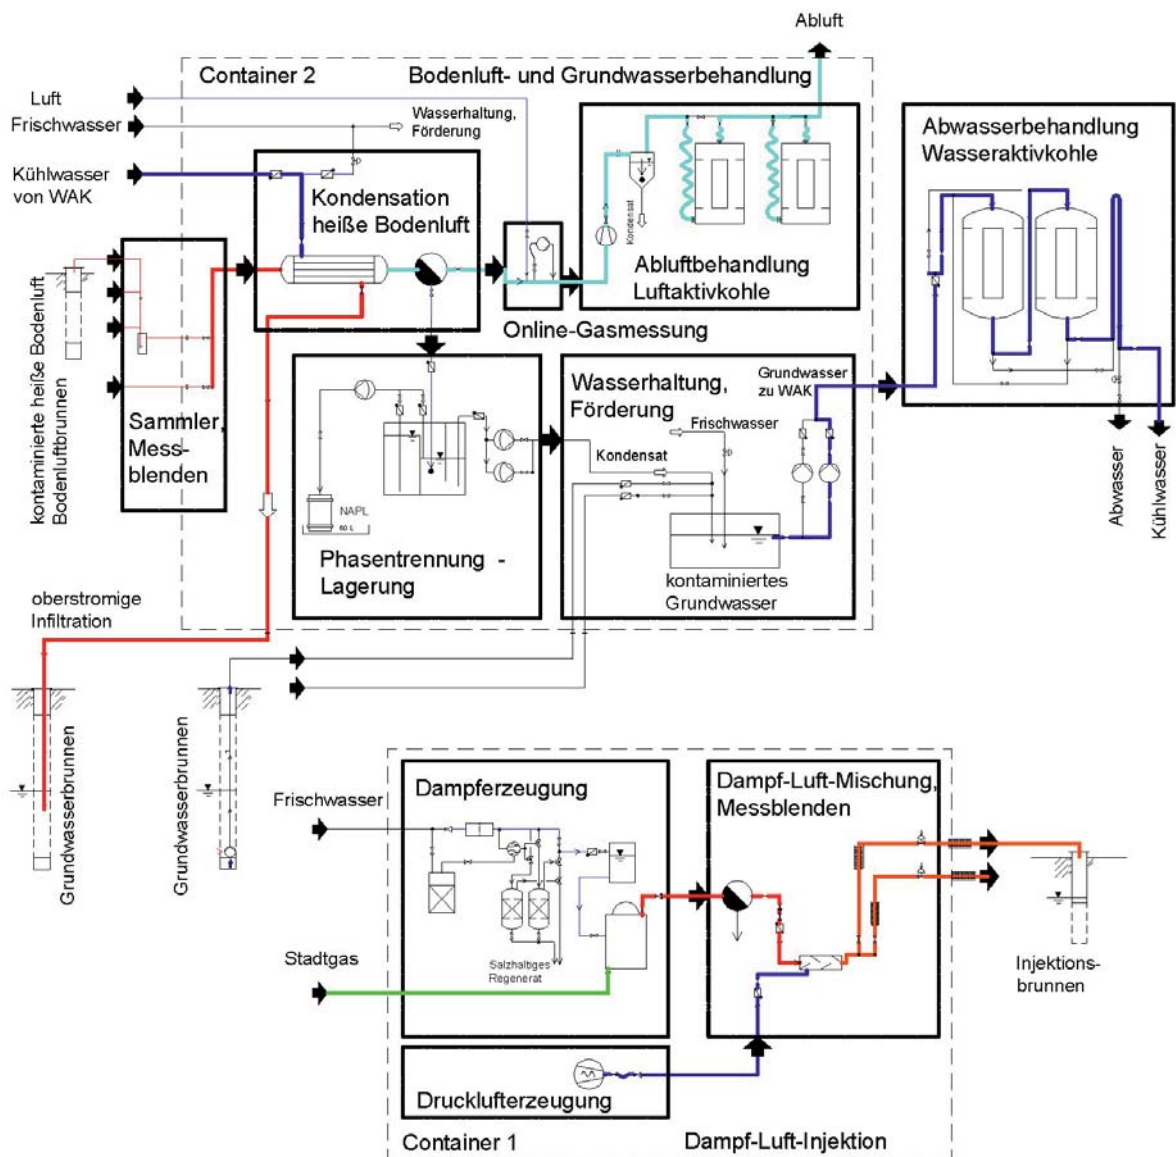 Abluft
Container 2
Bodenluft- und Grundwasserbehandlung
Luft
Frischwasser
Wasserhaltung,
Förderung
Kühlwasser
von WAK
Kondensation
heiße Bodenluft
Kondensat
Abluftbehandlung
Luftaktivkohle
Abwasserbehandlung
Wasseraktivkohle
Online-Gasmessung
kontaminierte heiße Bodenluft
Bodenluftbrunnen
Sammler,
Mess-
blenden
Wasserhaltung,
Förderung
Grundwasser
zu WAK
Frischwasser
Kondensat
NAPL
60 L
Phasentrennung -
Lagerung
kontaminiertes
Grundwasser
Abwasser
Kühlwasser
oberstromige
Infiltration
Grundwasserbrunnen
Grundwasserbrunnen
Dampferzeugung
Dampf-Luft-Mischung,
Messblenden
Frischwasser
Stadtgas
Salzhaltiges
Regenerat
Injektions-
brunnen
Drucklufterzeugung
Container 1
Dampf-Luft-Injektion